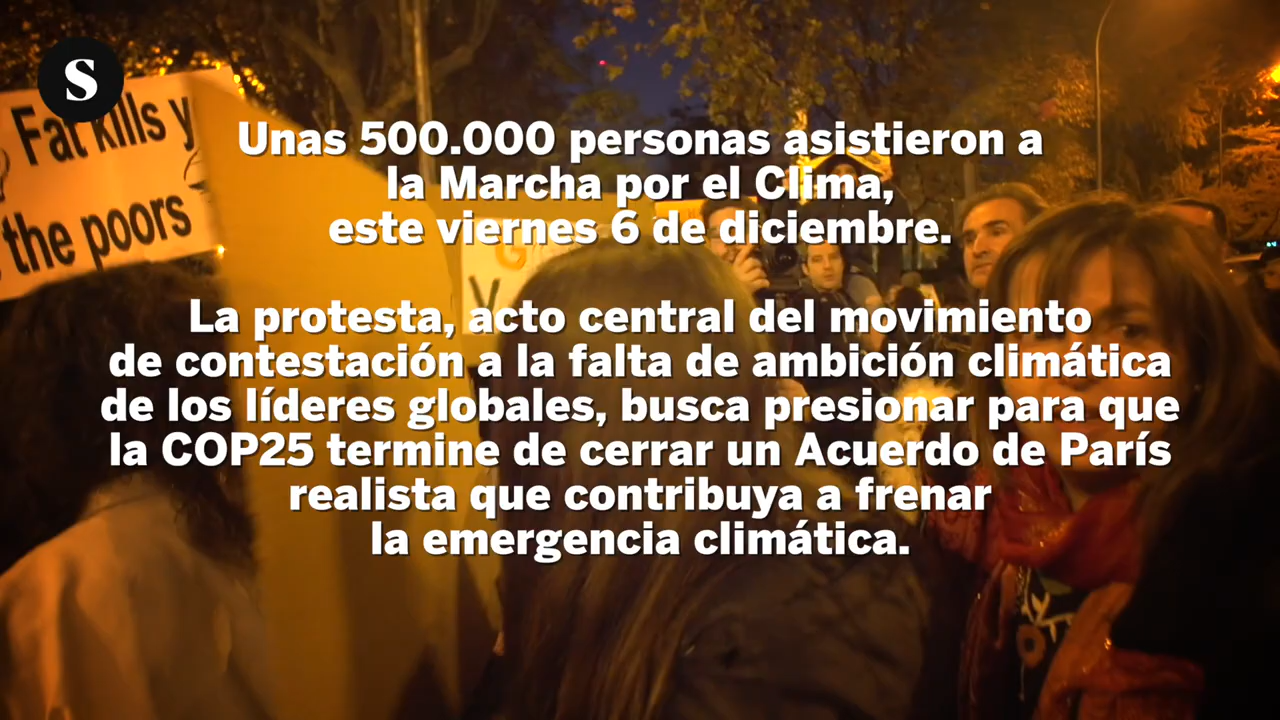 S
Fat kills y
the poors
Unas 500.000 personas asistieron a
la Marcha por el Clima,
este viernes 6 de diciembre.
La protesta, acto central del movimiento
de contestación a la falta de ambición climática
de los líderes globales, busca presionar para que
la COP25 termine de cerrar un Acuerdo de París
realista que contribuya a frenar
la emergencia climática.